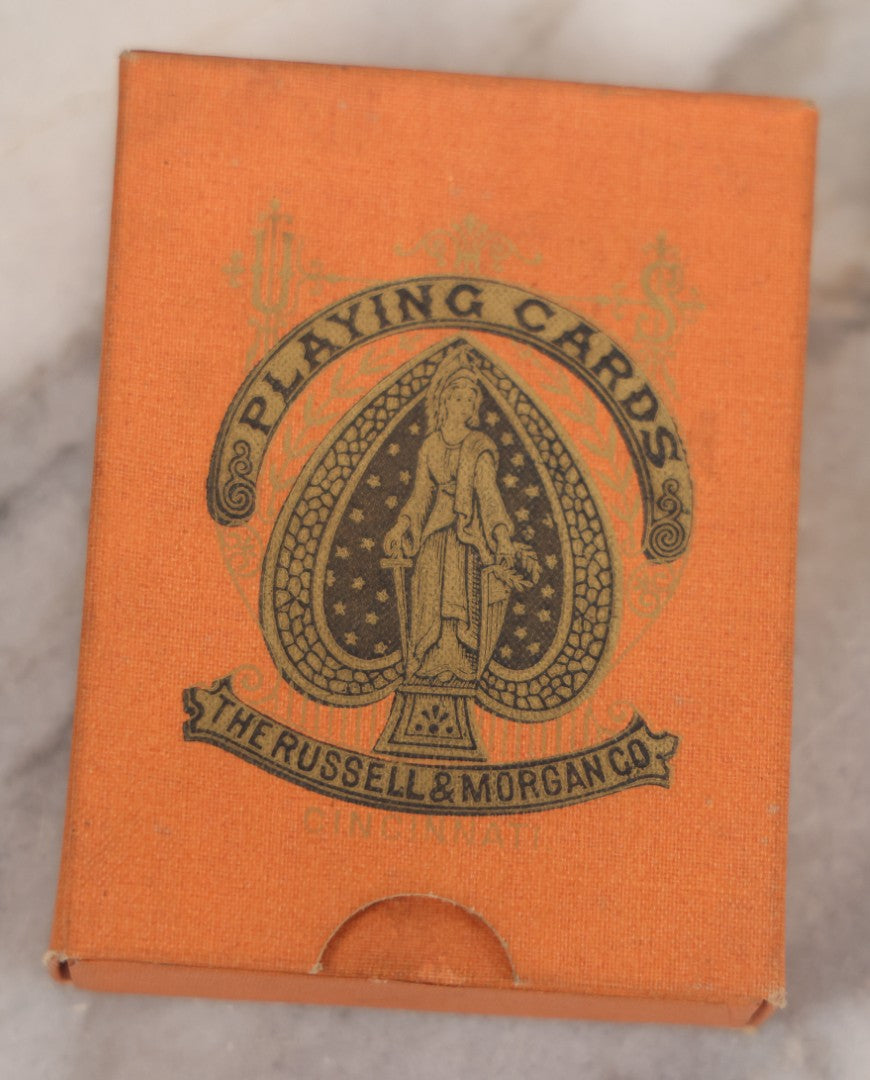 U S
PLAYING CARDS
THE RUSSELL & MORGAN CO
CINCINNATI.